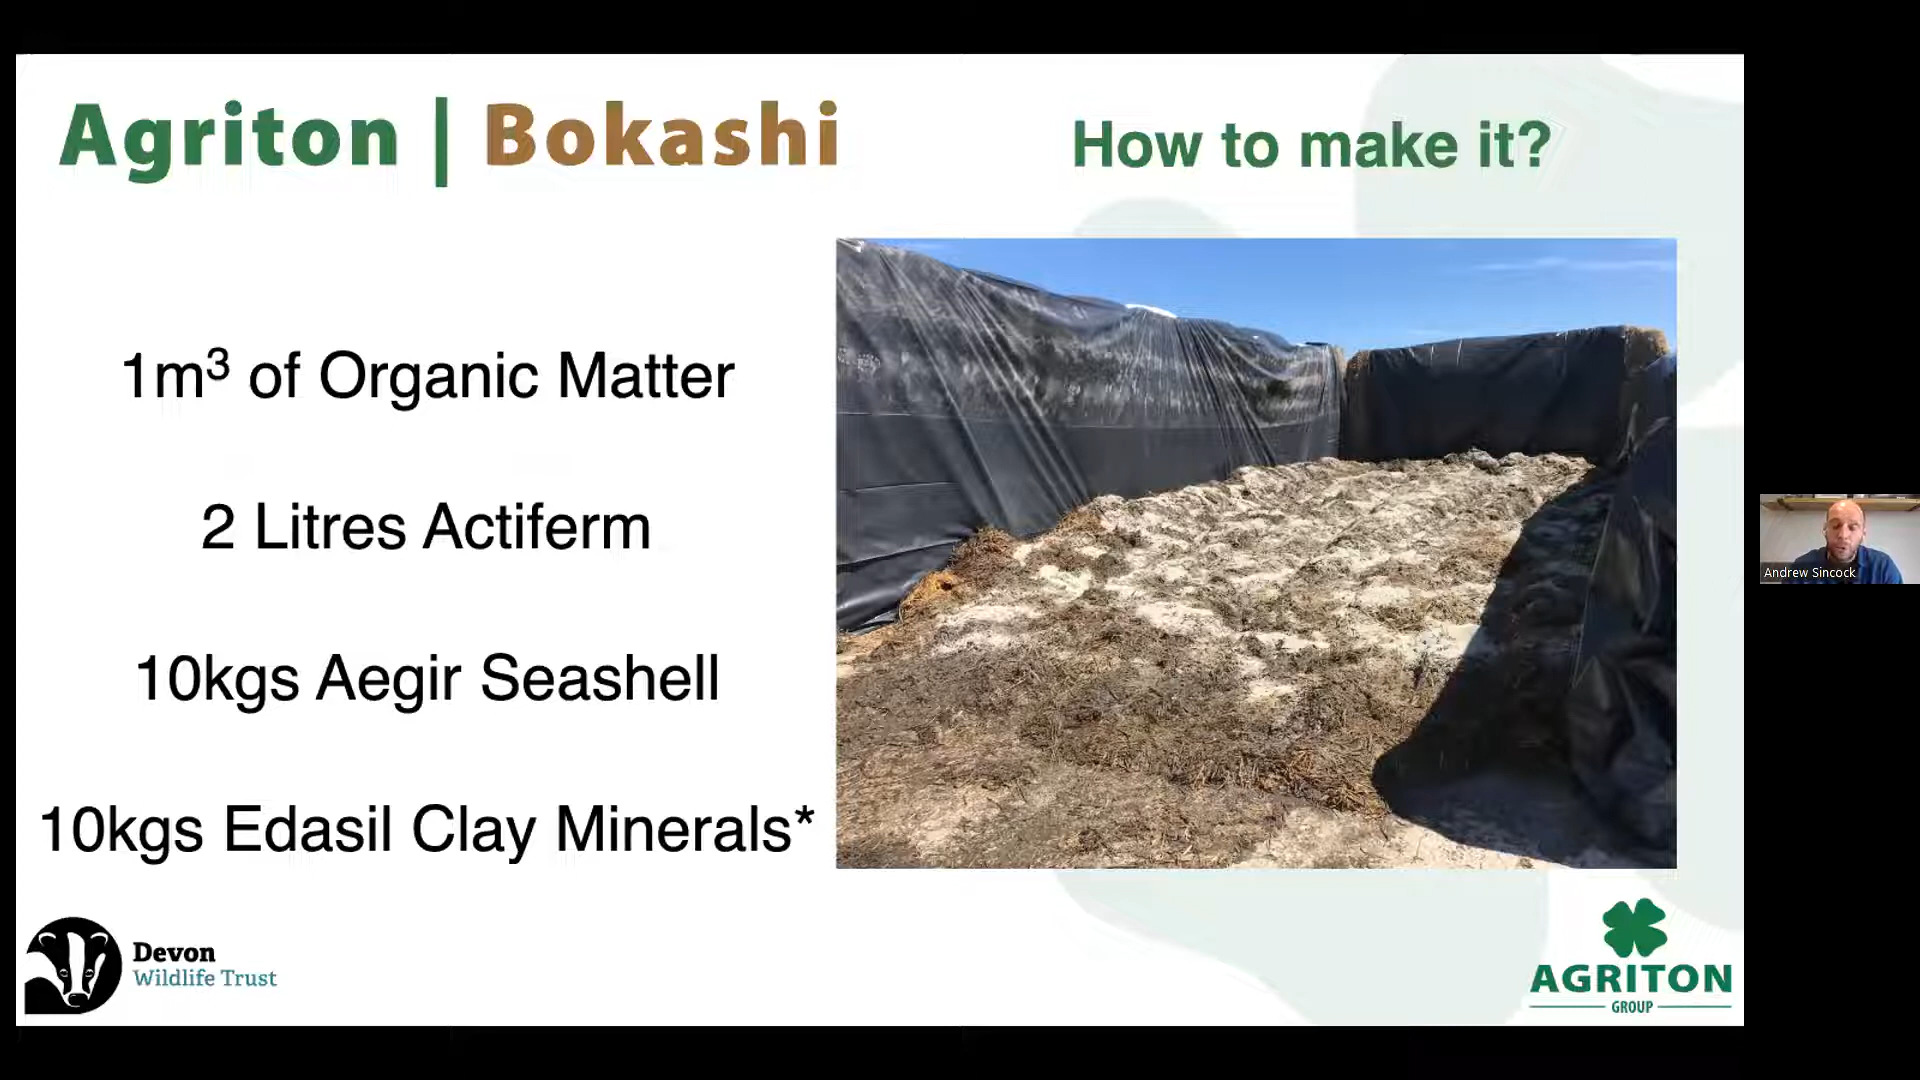 Agriton | Bokashi
How to make it?
1m³ of Organic Matter
2 Litres Actiferm
10kgs Aegir Seashell
10kgs Edasil Clay Minerals*
Devon
Wildlife Trust
AGRITON
GROUP
Andrew Sincock